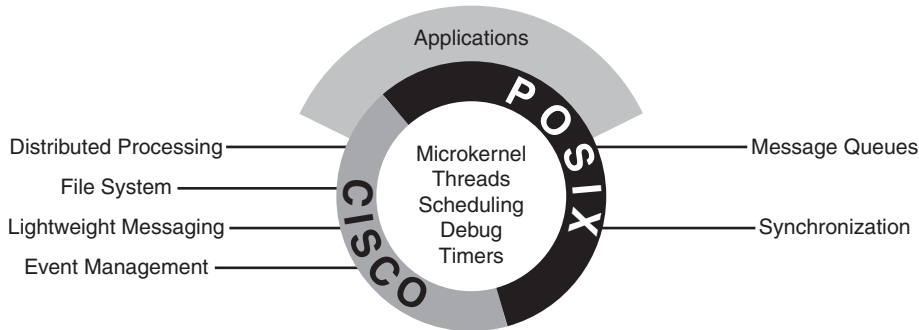 Applications
POSIX
CISCO
Distributed Processing
File System
Lightweight Messaging
Event Management
Microkernel
Threads
Scheduling
Debug
Timers
Message Queues
Synchronization